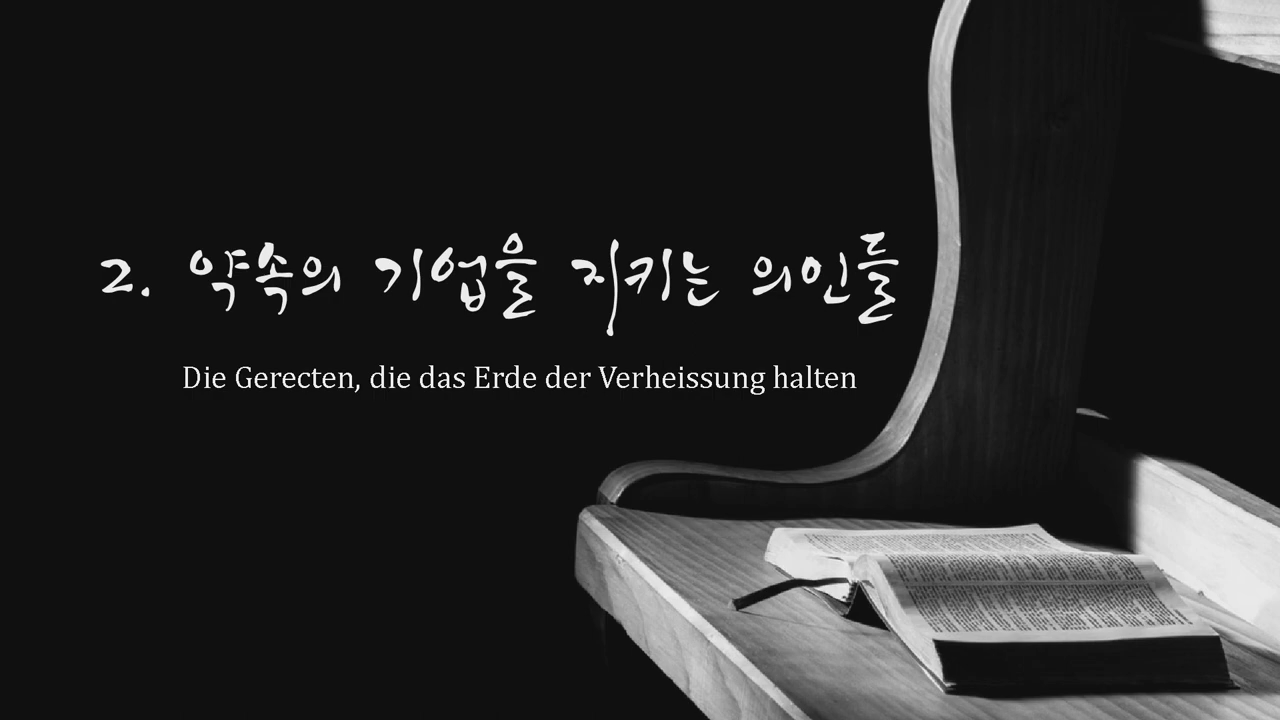 2. 약속의 기업을 지키는 의인들
Die Gerecten, die das Erde der Verheissung halten